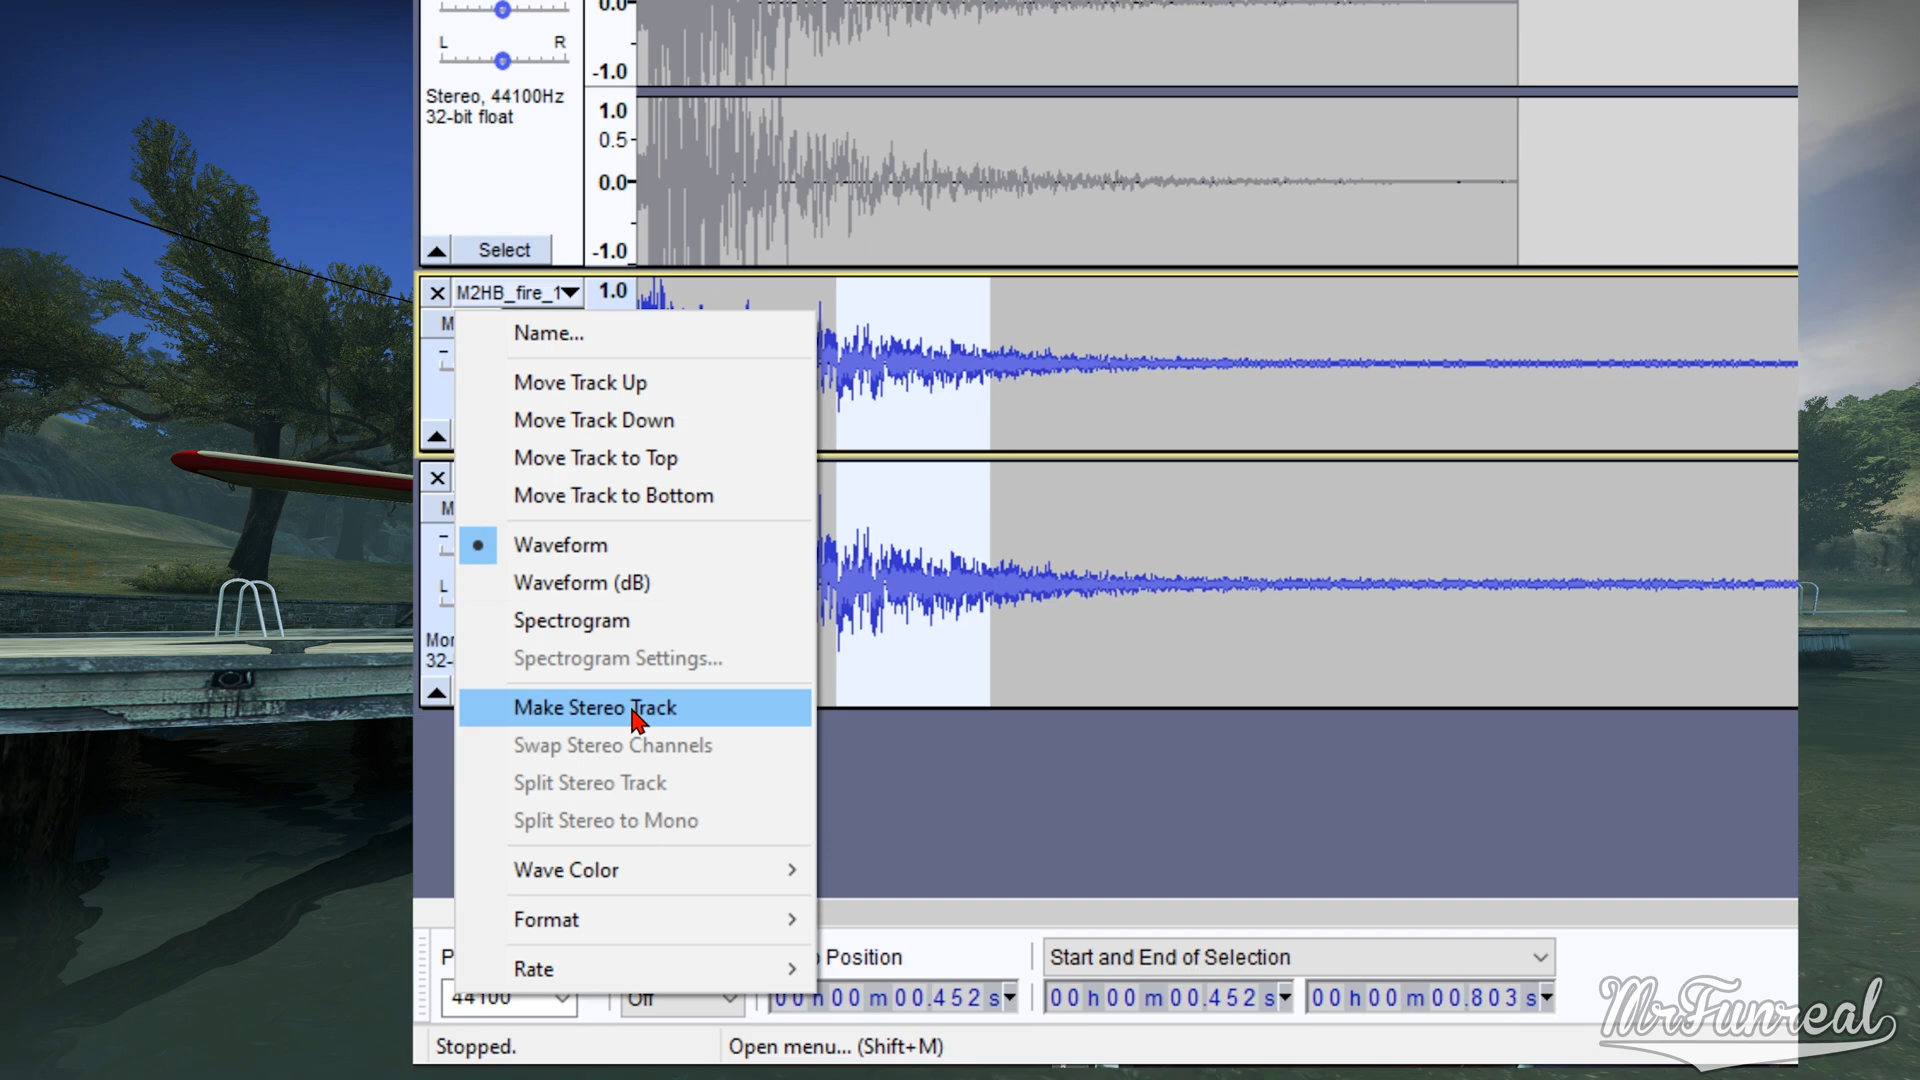 0.0
L R
-1.0
Stereo, 44100Hz
32-bit float
1.0
0.5
0.0
-1.0
Select
M2HB_fire_1
1.0
M
Name...
Move Track Up
Move Track Down
Move Track to Top
Move Track to Bottom
M
Waveform
Waveform (dB)
L
Spectrogram
Spectrogram Settings...
Mon
32-
Make Stereo Track
Swap Stereo Channels
Split Stereo Track
Split Stereo to Mono
Wave Color
Format
Rate
P
Position
Start and End of Selection
44100
Off
00 h 00 m 00.452 s
00 h 00 m 00.452 s
00 h 00 m 00.803 s
Stopped.
Open menu... (Shift+M)
MrFunreal